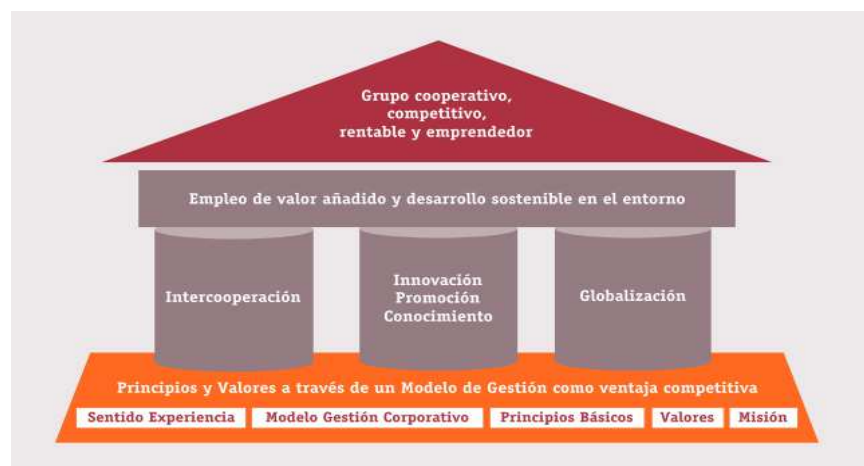 Grupo cooperativo,
competitivo,
rentable y emprendedor
Empleo de valor añadido y desarrollo sostenible en el entorno
Intercooperación
Innovación
Promoción
Conocimiento
Globalización
Principios y Valores a través de un Modelo de Gestión como ventaja competitiva
Sentido Experiencia
Modelo Gestión Corporativo
Principios Básicos
Valores
Misión